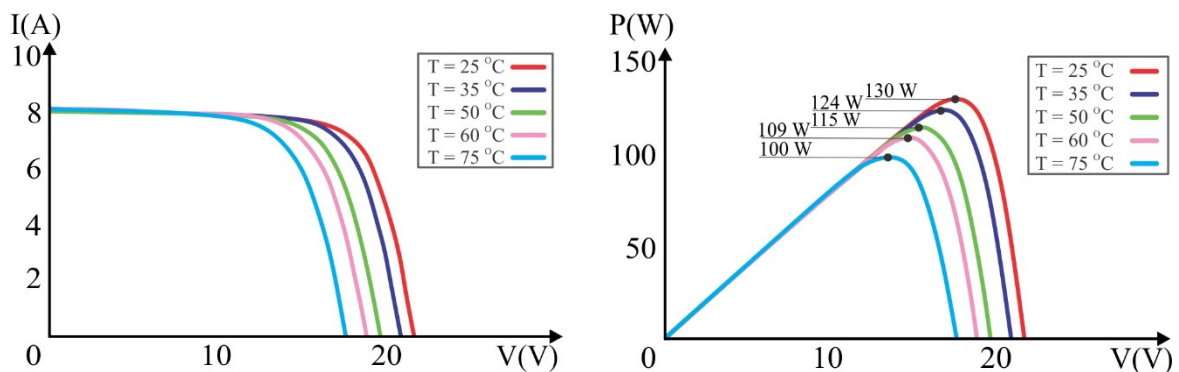 I(A)
10
8
6
4
2
0
10
20
V(V)
T = 25 °C
T = 35 °C
T = 50 °C
T = 60 °C
T = 75 °C
P(W)
150
100
50
0
10
20
V(V)
130 W
124 W
115 W
109 W
100 W
T = 25 °C
T = 35 °C
T = 50 °C
T = 60 °C
T = 75 °C